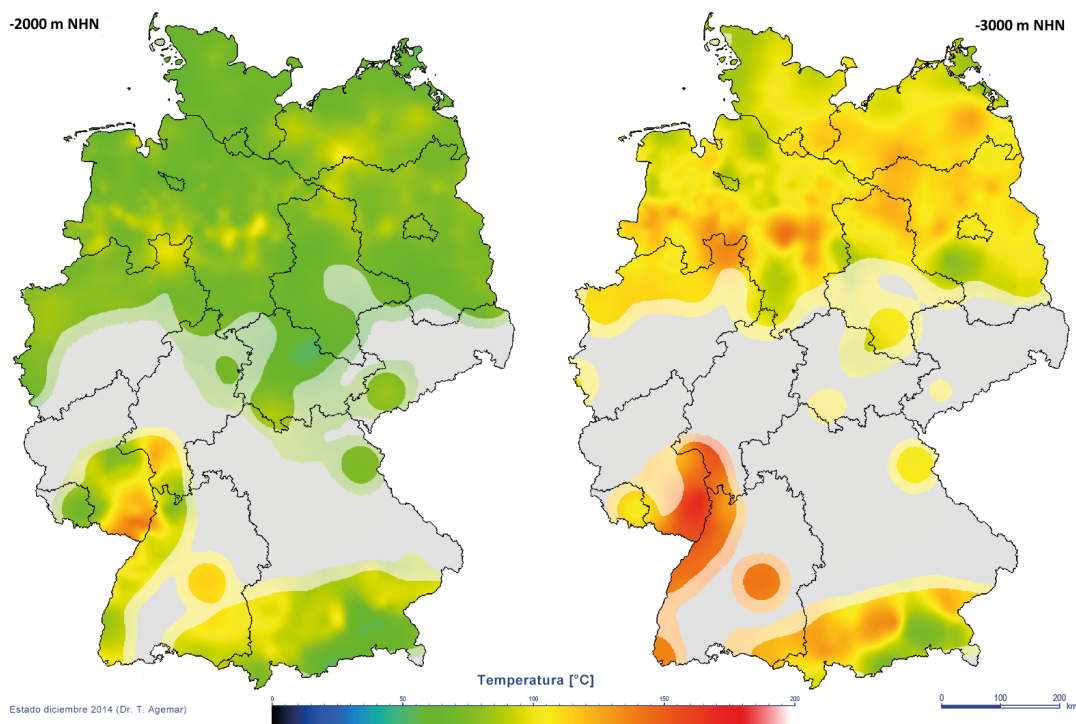 -2000 m NHN
-3000 m NHN
Temperatura [°C]
0 50 100 150 200
Estado diciembre 2014 (Dr. T. Agemar)
0 100 200
km